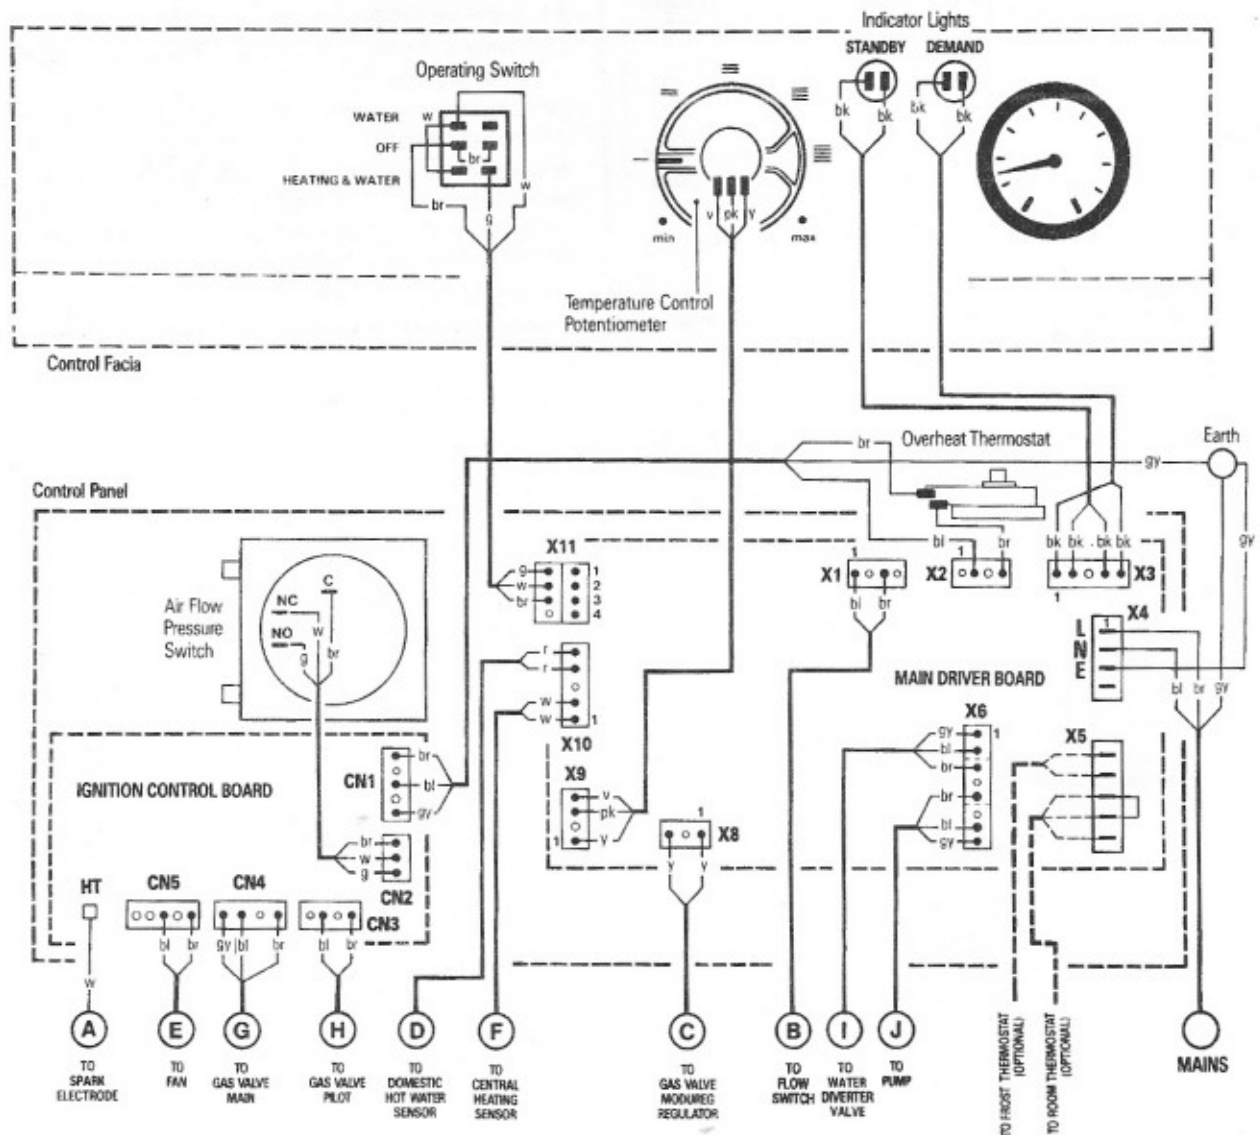 Indicator Lights
STANDBY DEMAND
Operating Switch
WATER
OFF
HEATING & WATER
w
br
w
br
g
v pk y
min
max
bk bk bk bk
Temperature Control
Potentiometer
Control Facia
br
Overheat Thermostat
Earth
gy
Control Panel
X11
g
w
br
1
2
3
4
1
X1
bl br
bl br
1
X2
bk bk bk bk
X3
1
gy
C
NC
NO
w
g
br
Air Flow
Pressure
Switch
X4
1
L
N
E
bl br gy
r
r
w
w
1
X10
MAIN DRIVER BOARD
X6
gy
bl
br
br
bl
gy
1
X5
IGNITION CONTROL BOARD
CN1
br
bl
gy
X9
v
pk
y
1
1
X8
y y
br
w
g
CN2
HT
CN5
CN4
CN3
bl br
gy bl br
bl br
w
A
E
G
H
D
F
C
B
I
J
TO
SPARK
ELECTRODE
TO
FAN
TO
GAS VALVE
MAIN
TO
GAS VALVE
PILOT
TO
DOMESTIC
HOT WATER
SENSOR
TO
CENTRAL
HEATING
SENSOR
TO
GAS VALVE
MODUREG
REGULATOR
TO
FLOW
SWITCH
TO
WATER
DIVERTER
VALVE
TO
PUMP
TO FROST THERMOSTAT
(OPTIONAL)
TO ROOM THERMOSTAT
(OPTIONAL)
MAINS